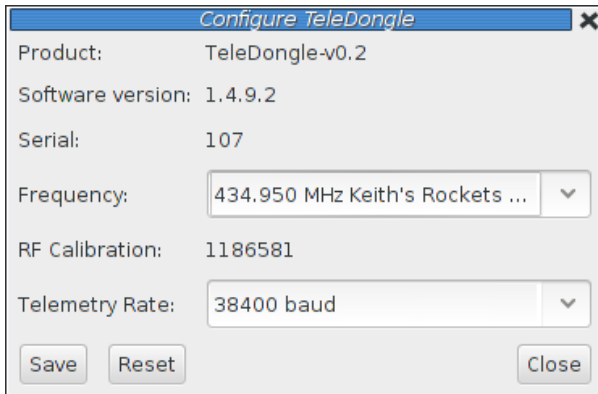 Configure TeleDongle
Product: TeleDongle-v0.2
Software version: 1.4.9.2
Serial: 107
Frequency: 434.950 MHz Keith's Rockets ...
RF Calibration: 1186581
Telemetry Rate: 38400 baud
Save Reset Close